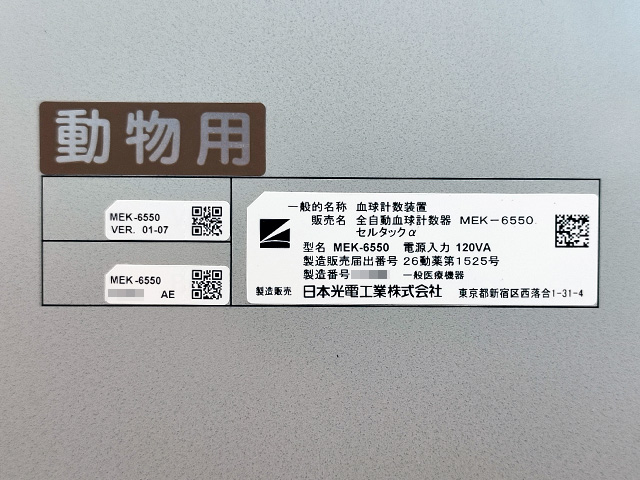 動物用
MEK-6550
VER. 01-07
MEK-6550
AE
一般的名称 血球計数装置
販売名 全自動血球計数器 MEK-6550
セルタックα
型名 MEK-6550 電源入力 120VA
製造販売届出番号 26動薬第1525号
製造番号 一般医療機器
製造販売 日本光電工業株式会社 東京都新宿区西落合1-31-4